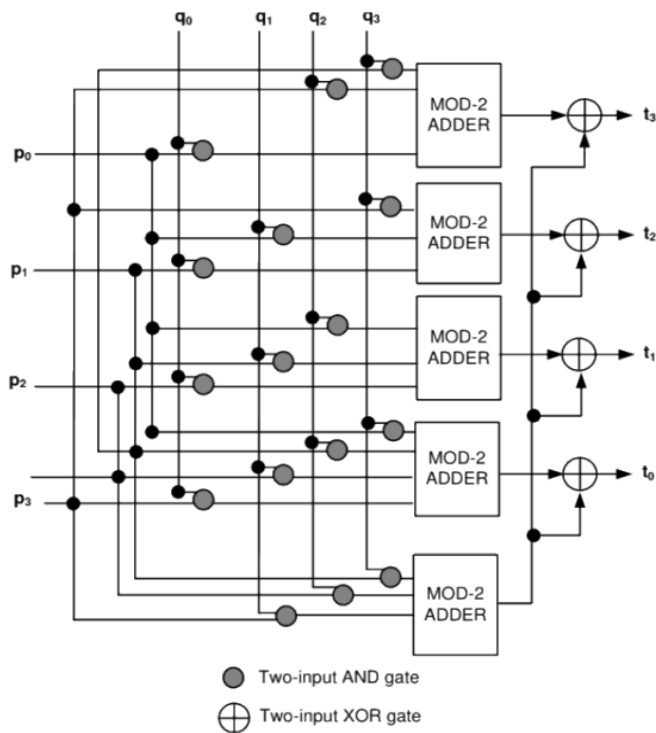 q₀ q₁ q₂ q₃
MOD-2
ADDER
t₃
p₀
MOD-2
ADDER
t₂
p₁
MOD-2
ADDER
t₁
p₂
MOD-2
ADDER
t₀
p₃
MOD-2
ADDER
Two-input AND gate
Two-input XOR gate